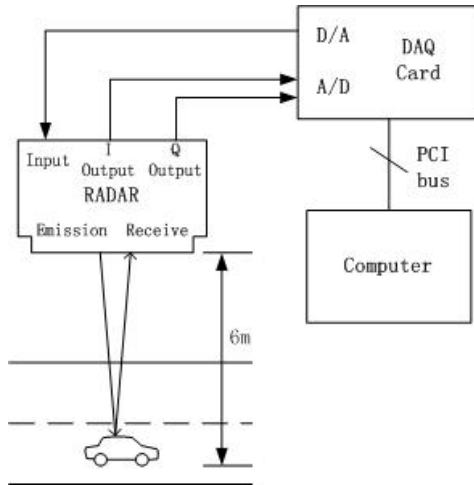 D/A
DAQ
Card
A/D
Input
I
Output
Q
Output
RADAR
Emission
Receive
PCI
bus
Computer
6m